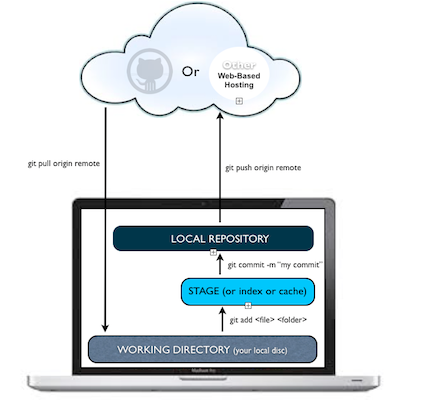 Or
Other
Web-Based
Hosting
git pull origin remote
git push origin remote
LOCAL REPOSITORY
git commit -m "my commit"
STAGE (or index or cache)
git add <file> <folder>
WORKING DIRECTORY (your local disc)
MacBook Pro